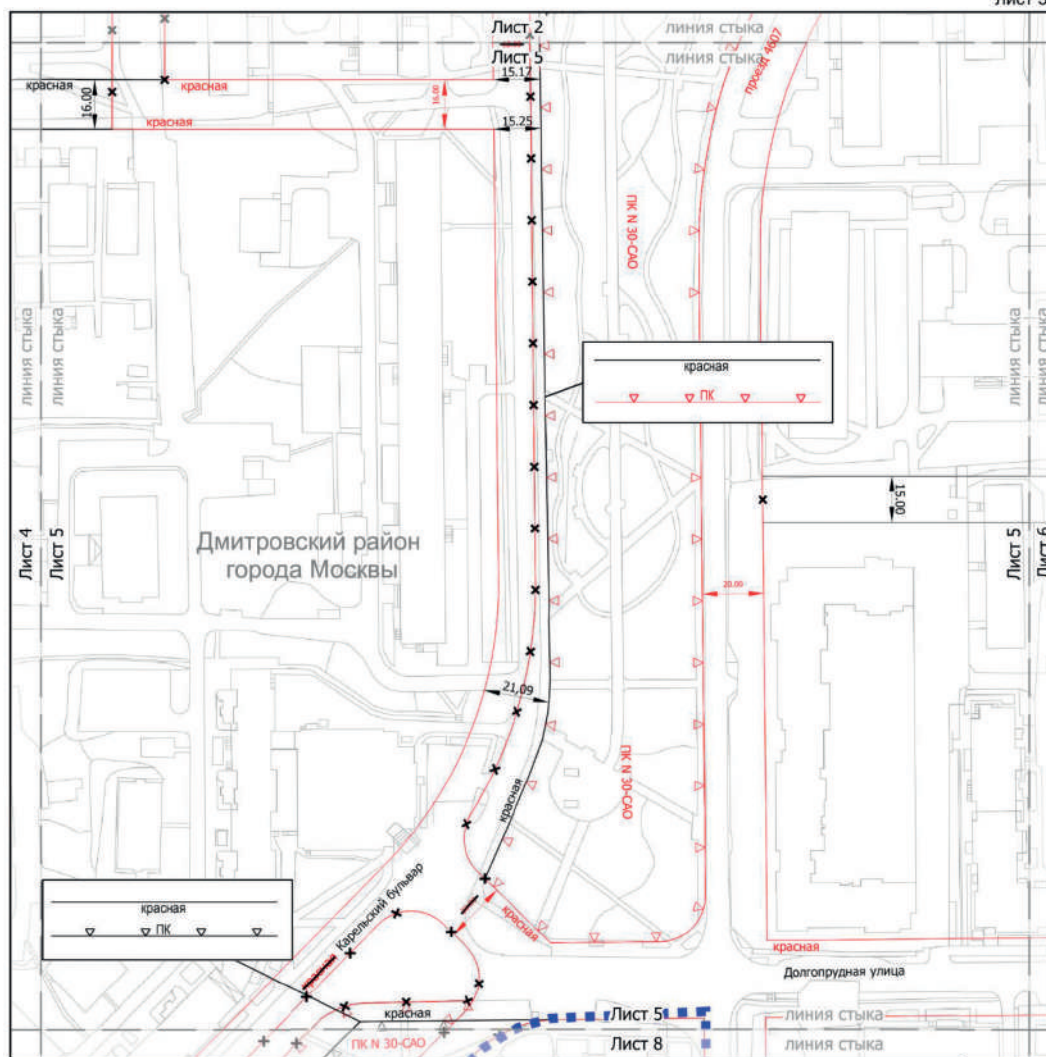 Лист 5
Лист 2
линия стыка
Лист 5
линия стыка
15.17
красная
красная
16.00
16.00
проезд 4607
красная
15.25
ПК N 30-САО
линия стыка
линия стыка
линия стыка
линия стыка
красная
ПК
15.00
Лист 4
Лист 5
Дмитровский район
города Москвы
Лист 5
Лист 6
20.00
21,09
ПК N 30-САО
красная
Карельский бульвар
красная
ПК
красная
красная
Долгопрудная улица
красная
Лист 5
линия стыка
ПК N 30-САО
Лист 8
линия стыка